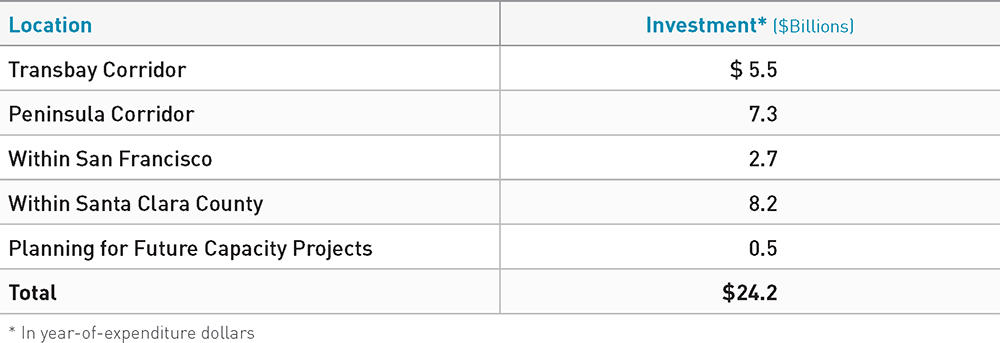 Location Investment* ($Billions)
Transbay Corridor $ 5.5
Peninsula Corridor 7.3
Within San Francisco 2.7
Within Santa Clara County 8.2
Planning for Future Capacity Projects 0.5
Total $24.2
* In year-of-expenditure dollars